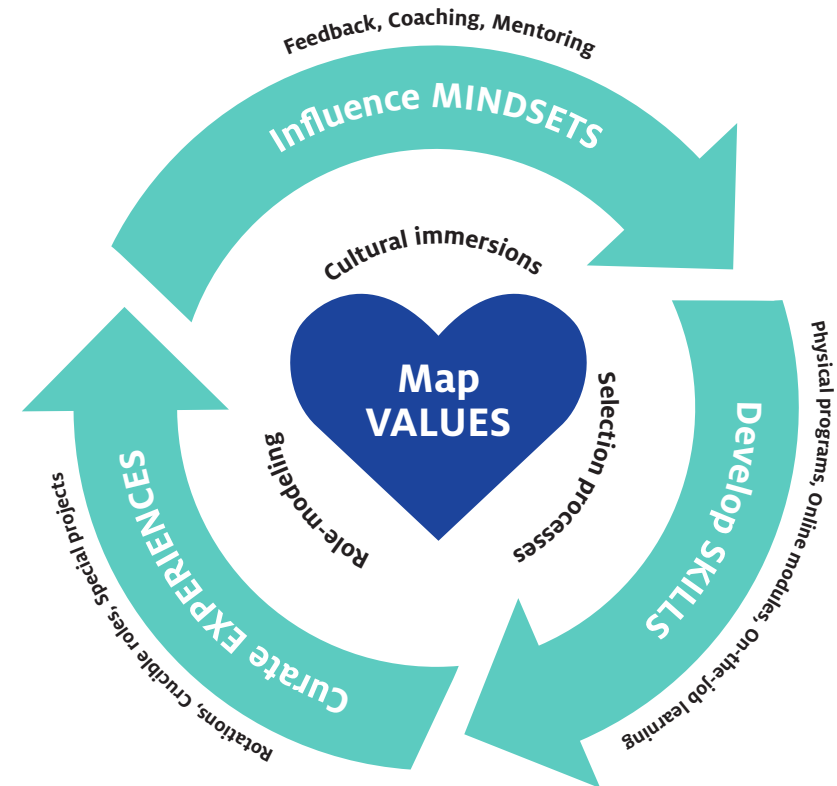 Feedback, Coaching, Mentoring
Influence MINDSETS
Cultural immersions
Map
VALUES
Selection processes
Role-modeling
Develop SKILLS
Physical programs, Online modules, On-the-job learning
Curate EXPERIENCES
Rotations, Crucible roles, Special projects